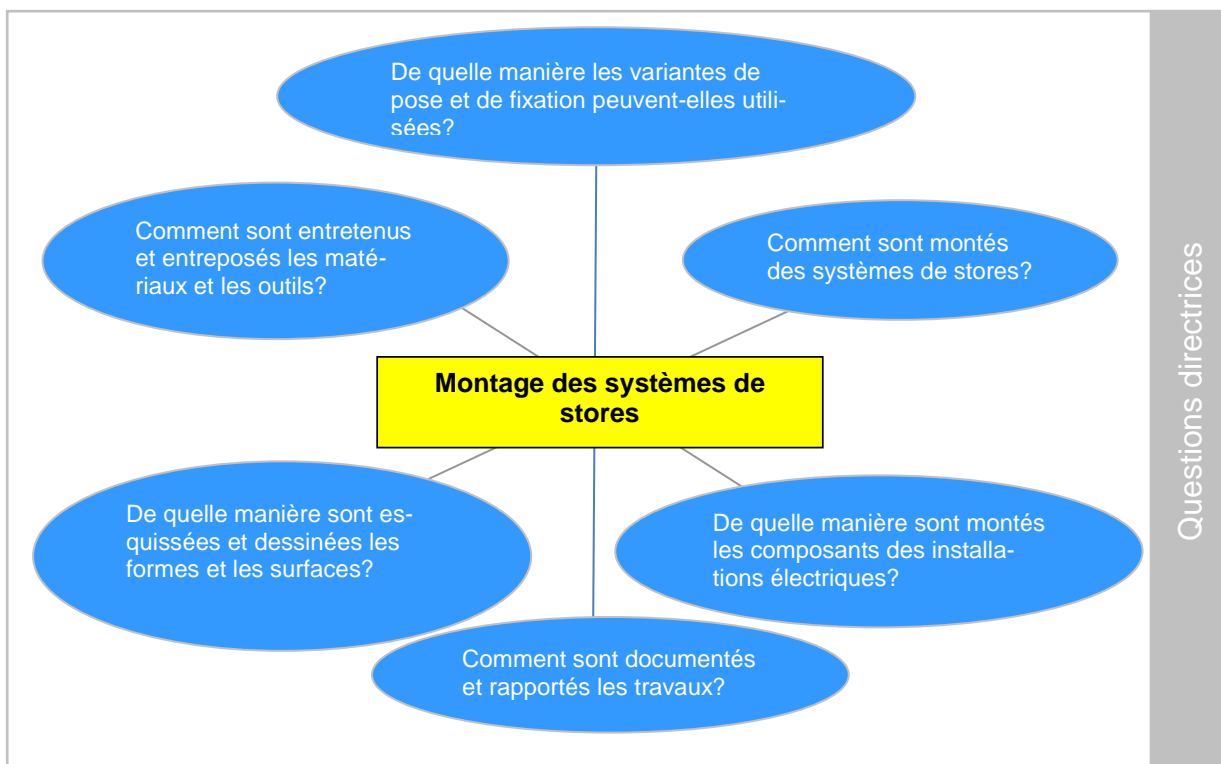 De quelle manière les variantes de
pose et de fixation peuvent-elles utili-
sées?
Comment sont entretenus
et entreposés les maté-
riaux et les outils?
Comment sont montés
des systèmes de stores?
Montage des systèmes de
stores
De quelle manière sont es-
quissées et dessinées les
formes et les surfaces?
De quelle manière sont montés
les composants des installa-
tions électriques?
Comment sont documentés
et rapportés les travaux?
Questions directrices